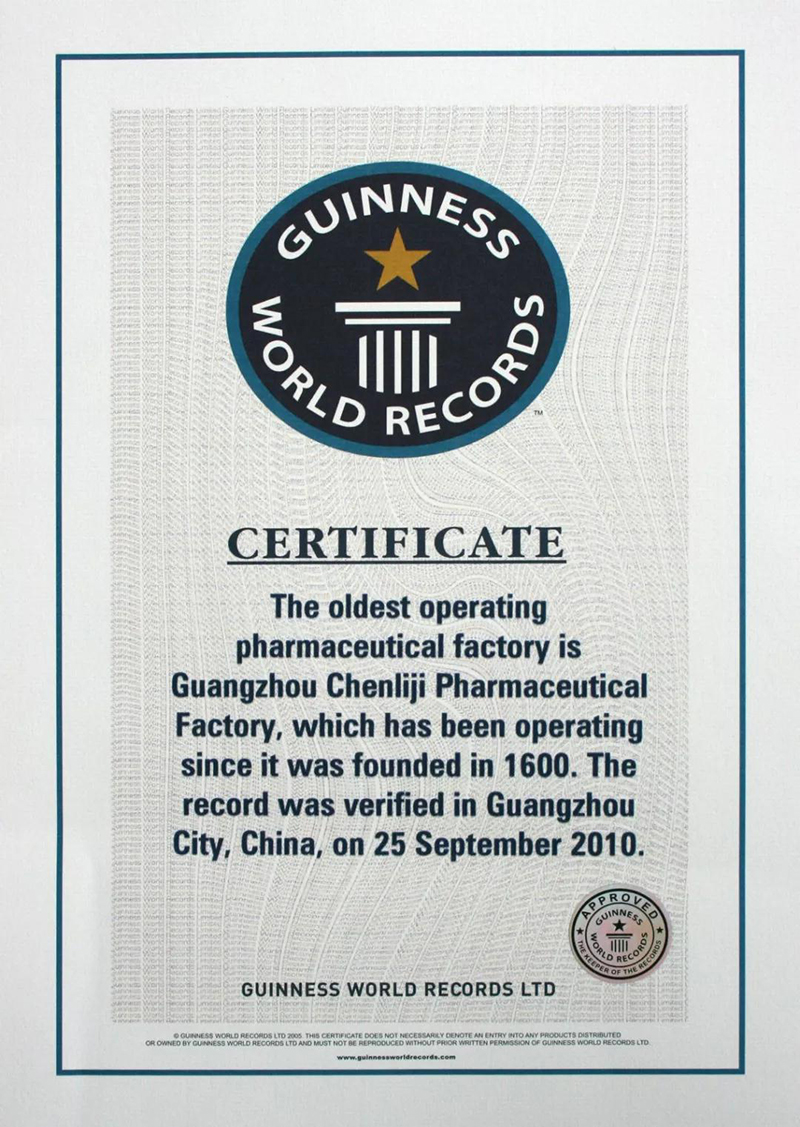 GUINNESS
WORLD RECORDS
TM
CERTIFICATE
The oldest operating
pharmaceutical factory is
Guangzhou Chenliji Pharmaceutical
Factory, which has been operating
since it was founded in 1600. The
record was verified in Guangzhou
City, China, on 25 September 2010.
APPROVED
GUINNESS
WORLD RECORDS
THE KEEPER OF THE RECORDS
GUINNESS WORLD RECORDS LTD
© GUINNESS WORLD RECORDS LTD 2005. THIS CERTIFICATE DOES NOT NECESSARILY DENOTE AN ENTRY INTO ANY PRODUCTS DISTRIBUTED
OR OWNED BY GUINNESS WORLD RECORDS LTD AND MUST NOT BE REPRODUCED WITHOUT PRIOR WRITTEN PERMISSION OF GUINNESS WORLD RECORDS LTD.
www.guinnessworldrecords.com